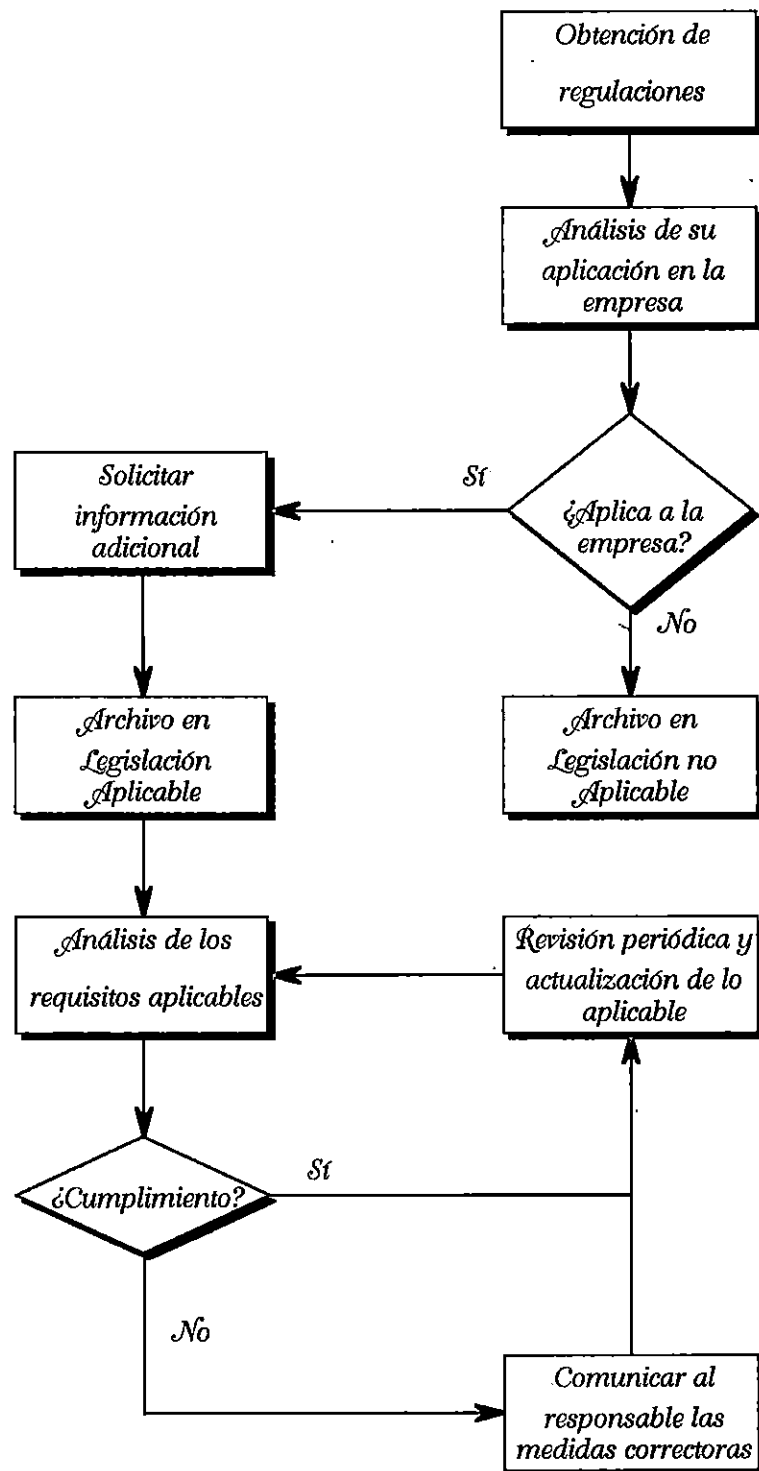 Obtención de
regulaciones
Análisis de su
aplicación en la
empresa
Sí
¿Aplica a la
empresa?
No
Solicitar
información
adicional
Archivo en
Legislación
Aplicable
Archivo en
Legislación no
Aplicable
Análisis de los
requisitos aplicables
Revisión periódica y
actualización de lo
aplicable
¿Cumplimiento?
Sí
No
Comunicar al
responsable las
medidas correctoras